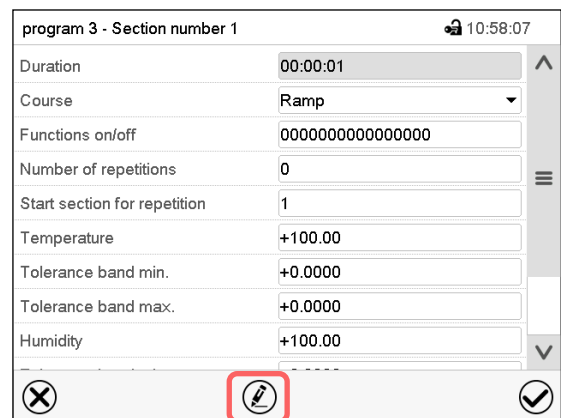 program 3 - Section number 1 10:58:07
Duration 00:00:01
Course Ramp
Functions on/off 0000000000000000
Number of repetitions 0
Start section for repetition 1
Temperature +100.00
Tolerance band min. +0.0000
Tolerance band max. +0.0000
Humidity +100.00